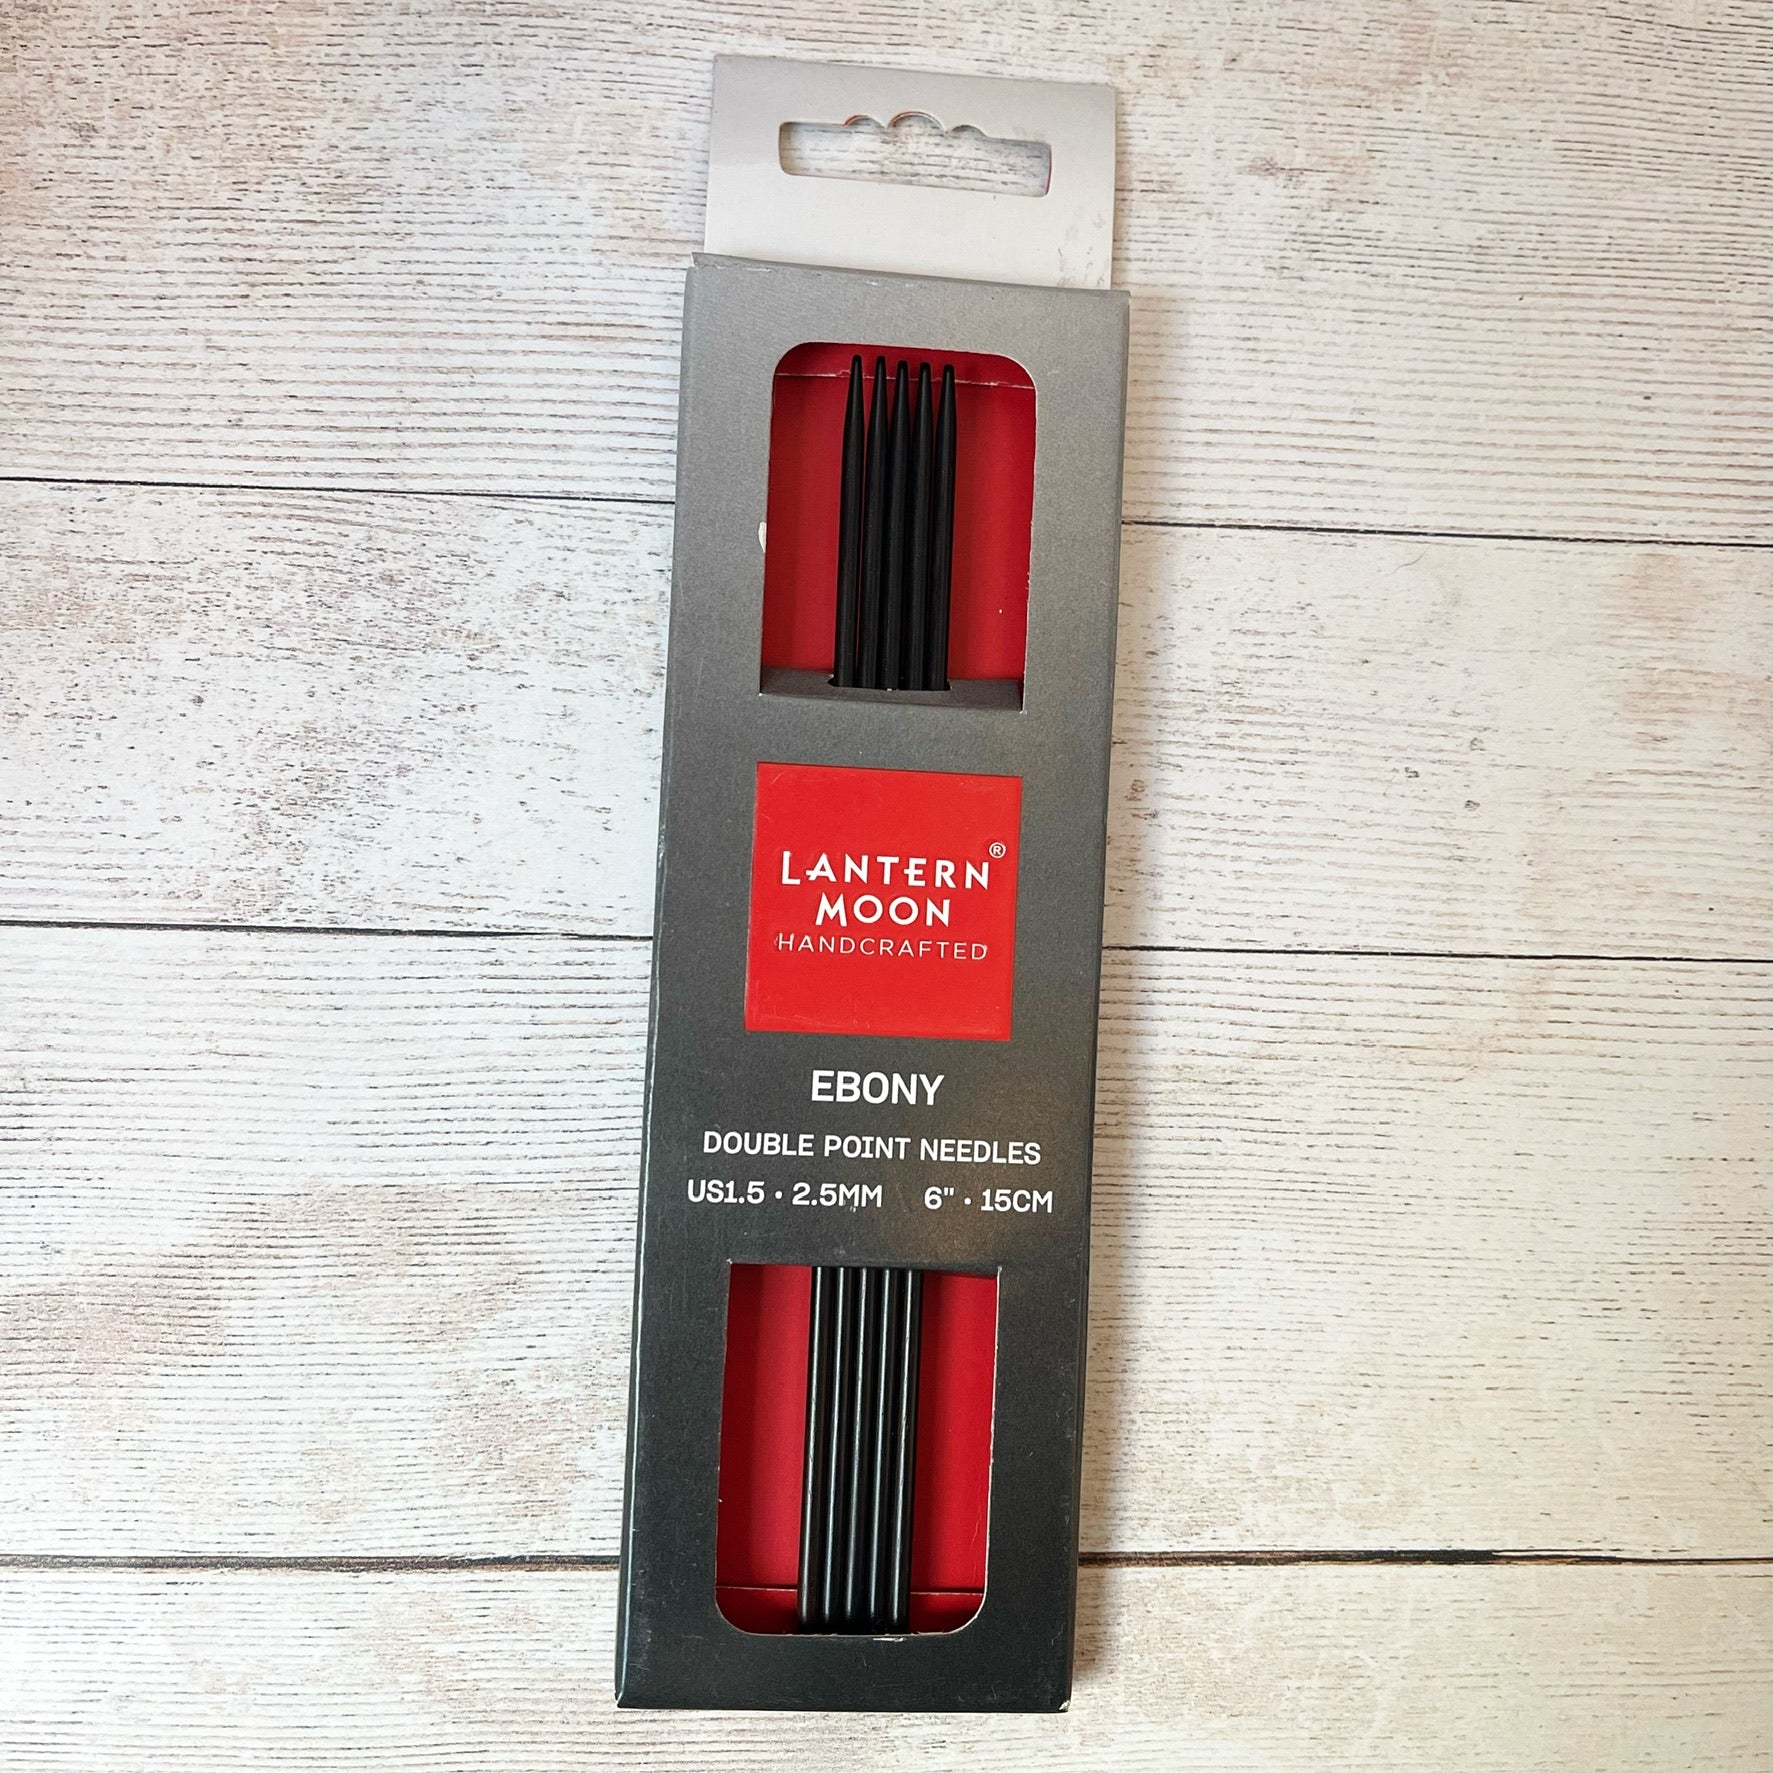 LANTERN®
MOON
HANDCRAFTED
EBONY
DOUBLE POINT NEEDLES
US1.5 • 2.5MM 6" • 15CM